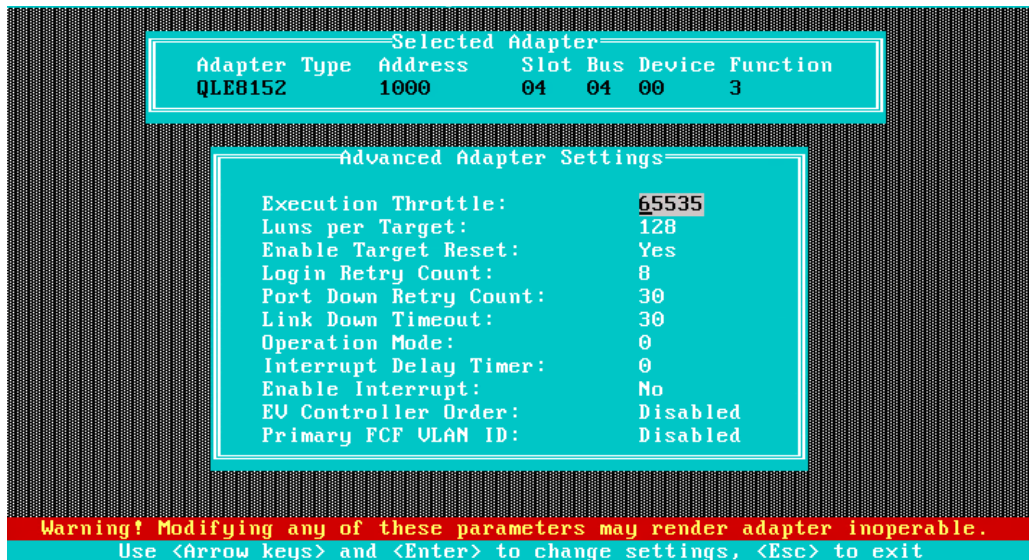 Selected Adapter
Adapter Type Address Slot Bus Device Function
QLE8152 1000 04 04 00 3
Advanced Adapter Settings
Execution Throttle: 65535
Luns per Target: 128
Enable Target Reset: Yes
Login Retry Count: 8
Port Down Retry Count: 30
Link Down Timeout: 30
Operation Mode: 0
Interrupt Delay Timer: 0
Enable Interrupt: No
EV Controller Order: Disabled
Primary FCF VLAN ID: Disabled
Warning! Modifying any of these parameters may render adapter inoperable.
Use <Arrow keys> and <Enter> to change settings, <Esc> to exit